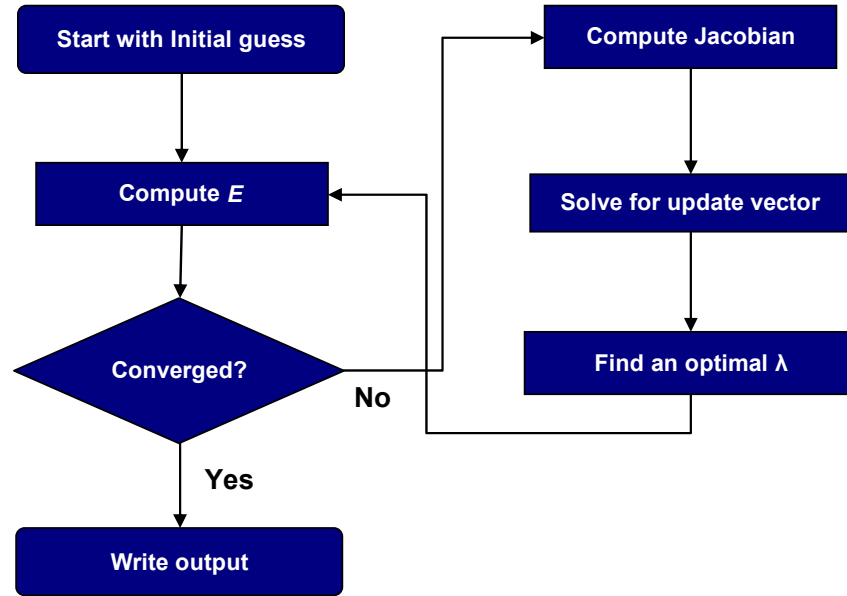 Start with Initial guess
Compute E
Converged?
No
Yes
Write output
Compute Jacobian
Solve for update vector
Find an optimal λ